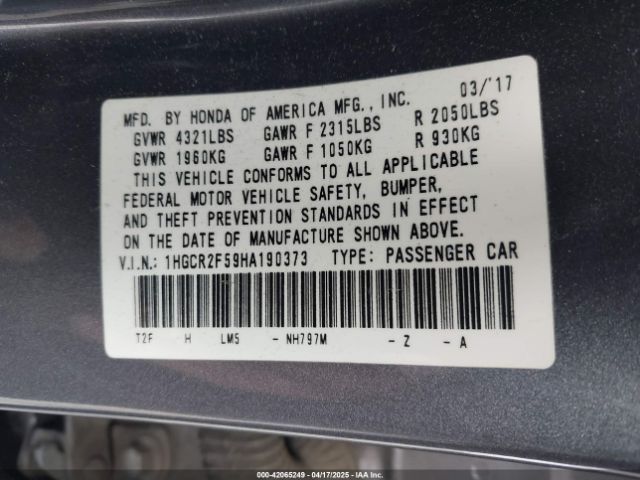 MFD. BY HONDA OF AMERICA MFG., INC. 03/'17
GVWR 4321LBS GAWR F 2315LBS R 2050LBS
GVWR 1960KG GAWR F 1050KG R 930KG
THIS VEHICLE CONFORMS TO ALL APPLICABLE
FEDERAL MOTOR VEHICLE SAFETY, BUMPER,
AND THEFT PREVENTION STANDARDS IN EFFECT
ON THE DATE OF MANUFACTURE SHOWN ABOVE.
V.I.N.: 1HGCR2F59HA190373 TYPE: PASSENGER CAR
T2F H LM5 - NH797M - Z - A
000-42065249 - 04/17/2025 - IAA Inc.